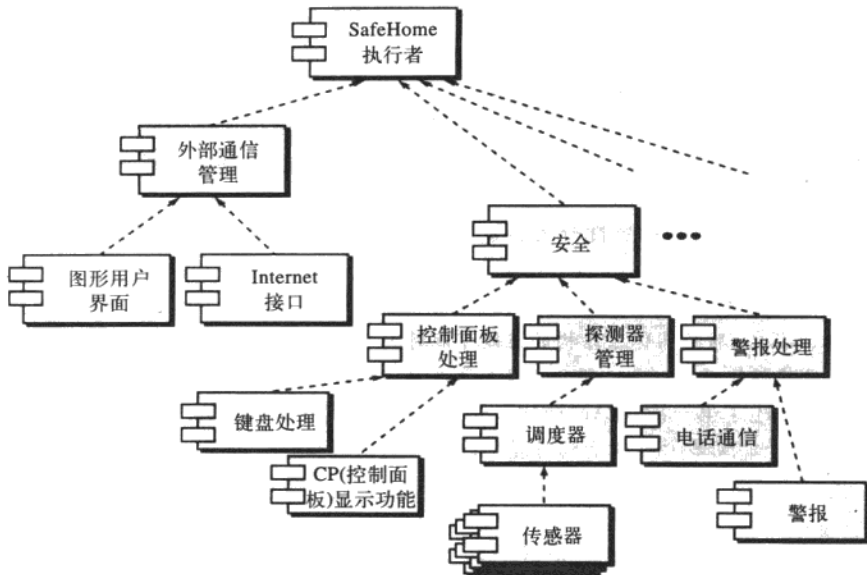 SafeHome
执行者
外部通信
管理
安全
图形用户
界面
Internet
接口
控制面板
处理
探测器
管理
警报处理
键盘处理
调度器
电话通信
CP(控制面
板)显示功能
传感器
警报